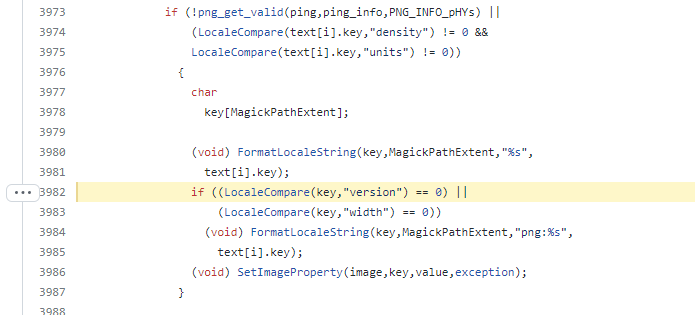 3973 if (!png_get_valid(ping,ping_info,PNG_INFO_pHYs) ||
3974 (LocaleCompare(text[i].key,"density") != 0 &&
3975 LocaleCompare(text[i].key,"units") != 0))
3976 {
3977 char
3978 key[MagickPathExtent];
3979
3980 (void) FormatLocaleString(key,MagickPathExtent,"%s",
3981 text[i].key);
3982 if ((LocaleCompare(key,"version") == 0) ||
3983 (LocaleCompare(key,"width") == 0))
3984 (void) FormatLocaleString(key,MagickPathExtent,"png:%s",
3985 text[i].key);
3986 (void) SetImageProperty(image,key,value,exception);
3987 }
3988